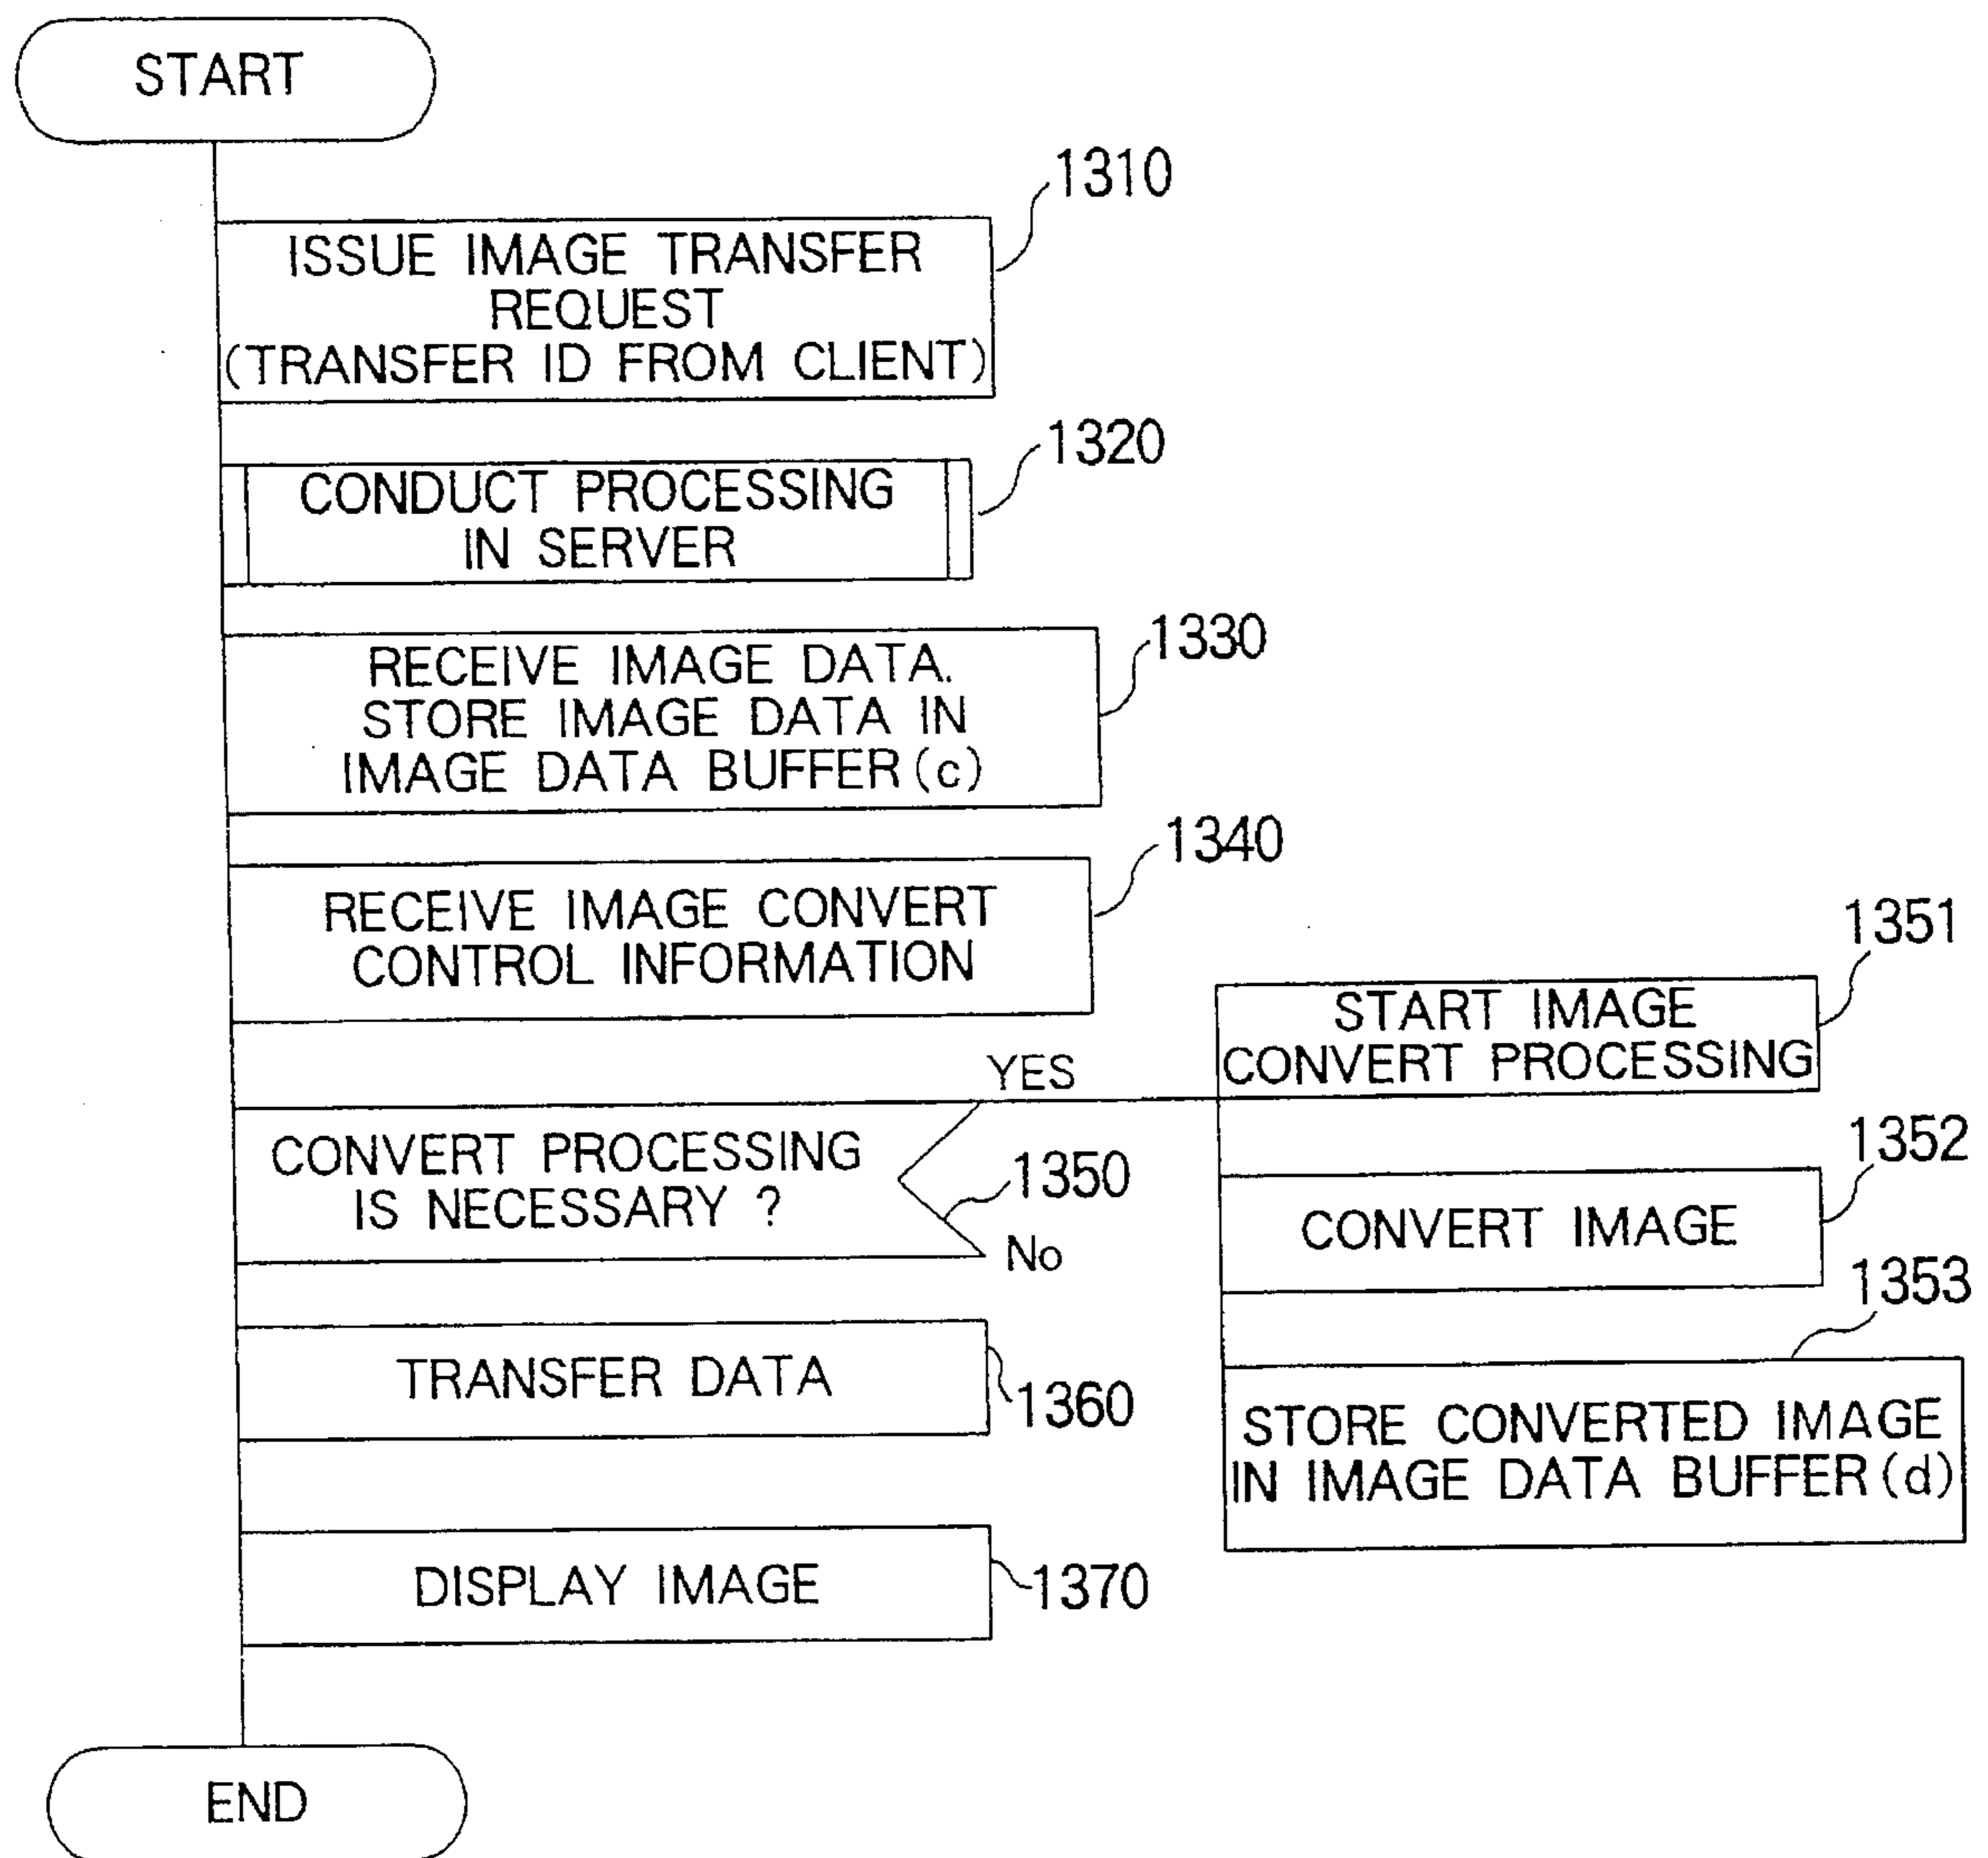 START
1310
ISSUE IMAGE TRANSFER
REQUEST
(TRANSFER ID FROM CLIENT)
1320
CONDUCT PROCESSING
IN SERVER
1330
RECEIVE IMAGE DATA.
STORE IMAGE DATA IN
IMAGE DATA BUFFER (c)
1340
RECEIVE IMAGE CONVERT
CONTROL INFORMATION
YES
CONVERT PROCESSING
IS NECESSARY ?
1350
No
1351
START IMAGE
CONVERT PROCESSING
1352
CONVERT IMAGE
1353
STORE CONVERTED IMAGE
IN IMAGE DATA BUFFER (d)
TRANSFER DATA
1360
DISPLAY IMAGE
1370
END